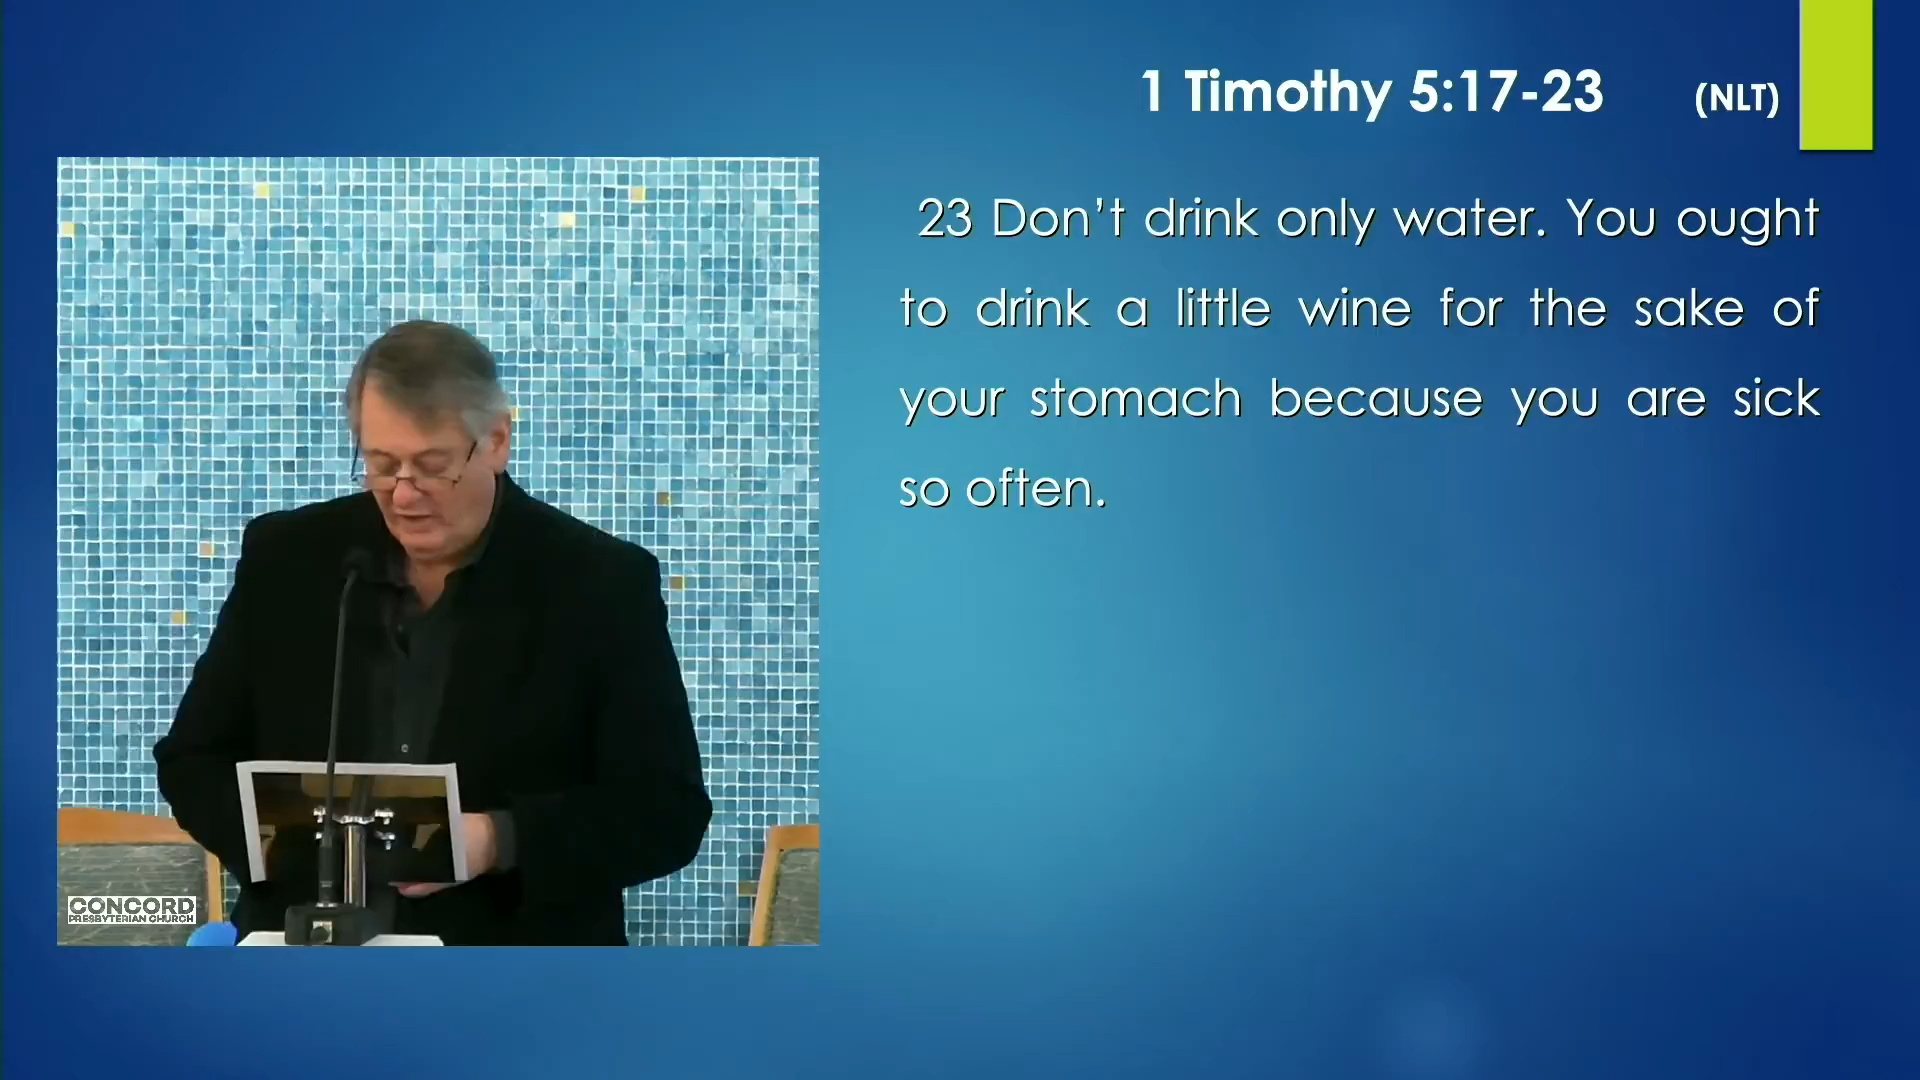 1 Timothy 5:17-23 (NLT)
23 Don’t drink only water. You ought
to drink a little wine for the sake of
your stomach because you are sick
so often.
CONCORD
PRESBYTERIAN CHURCH